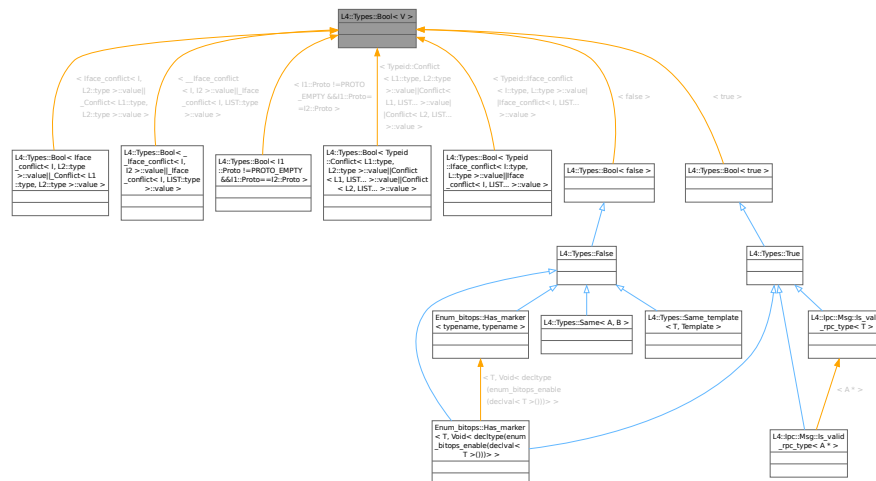 L4::Types::Bool< V >
< Iface_conflict< I,
L2::type >::value||
_Conflict< L1::type,
L2::type >::value >
< __Iface_conflict
< I, I2 >::value||_Iface
_conflict< I, LIST::type
>::value >
< I1::Proto !=PROTO
_EMPTY &&I1::Proto=
=I2::Proto >
< Typeid::Conflict
< L1::type, L2::type
>::value||Conflict<
L1, LIST... >::value|
|Conflict< L2, LIST...
>::value >
< Typeid::Iface_conflict
< I::type, L::type >::value|
|Iface_conflict< I, LIST...
>::value >
< false >
< true >
L4::Types::Bool< Iface
_conflict< I, L2::type
>::value||_Conflict< L1
::type, L2::type >::value >
L4::Types::Bool< _
_Iface_conflict< I,
I2 >::value||_Iface
_conflict< I, LIST::type
>::value >
L4::Types::Bool< I1
::Proto !=PROTO_EMPTY
&&I1::Proto==I2::Proto >
L4::Types::Bool< Typeid
::Conflict< L1::type,
L2::type >::value||Conflict
< L1, LIST... >::value||Conflict
< L2, LIST... >::value >
L4::Types::Bool< Typeid
::Iface_conflict< I::type,
L::type >::value||Iface
_conflict< I, LIST...
>::value >
L4::Types::Bool< false >
L4::Types::Bool< true >
L4::Types::False
L4::Types::True
Enum_bitops::Has_marker
< typename, typename >
L4::Types::Same< A, B >
L4::Types::Same_template
< T, Template >
L4::Ipc::Msg::Is_valid
_rpc_type< T >
< T, Void< decltype
(enum_bitops_enable
(declval< T >()))> >
< A * >
Enum_bitops::Has_marker
< T, Void< decltype(enum
_bitops_enable(declval<
T >()))> >
L4::Ipc::Msg::Is_valid
_rpc_type< A * >